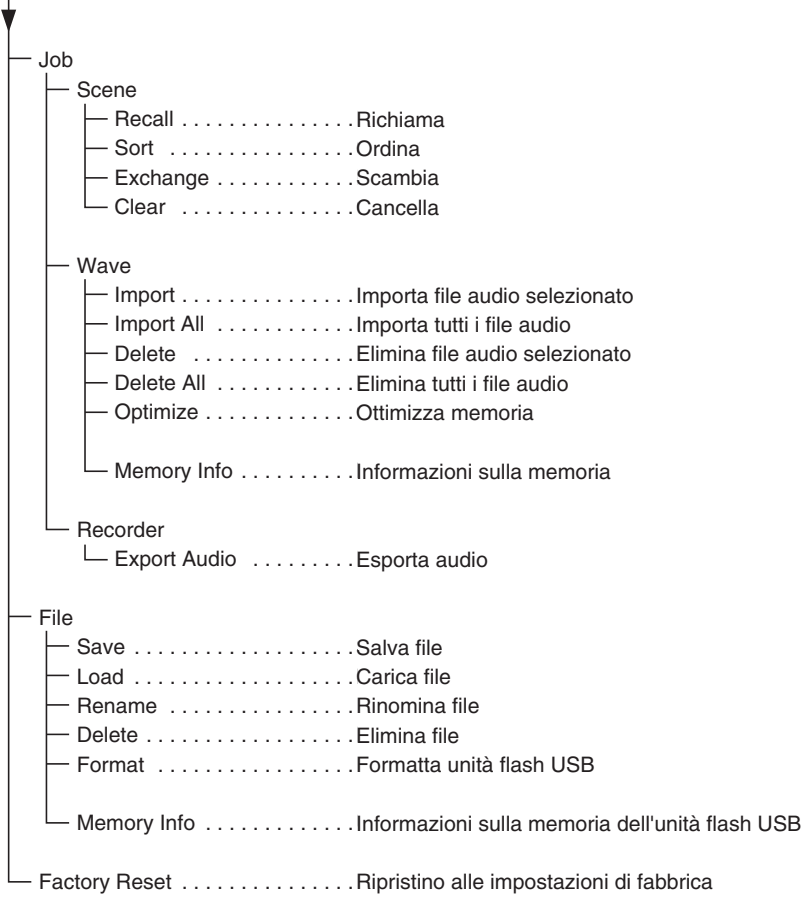 Job
Scene
Recall . . . . . . . . . . . . . . . Richiama
Sort . . . . . . . . . . . . . . . . Ordina
Exchange . . . . . . . . . . . . Scambia
Clear . . . . . . . . . . . . . . . Cancella
Wave
Import . . . . . . . . . . . . . . . Importa file audio selezionato
Import All . . . . . . . . . . . . Importa tutti i file audio
Delete . . . . . . . . . . . . . . Elimina file audio selezionato
Delete All . . . . . . . . . . . . Elimina tutti i file audio
Optimize . . . . . . . . . . . . . Ottimizza memoria
Memory Info . . . . . . . . . . Informazioni sulla memoria
Recorder
Export Audio . . . . . . . . . Esporta audio
File
Save . . . . . . . . . . . . . . . . . . . Salva file
Load . . . . . . . . . . . . . . . . . . . Carica file
Rename . . . . . . . . . . . . . . . . Rinomina file
Delete . . . . . . . . . . . . . . . . . . Elimina file
Format . . . . . . . . . . . . . . . . . Formatta unità flash USB
Memory Info . . . . . . . . . . . . . Informazioni sulla memoria dell'unità flash USB
Factory Reset . . . . . . . . . . . . . . . Ripristino alle impostazioni di fabbrica